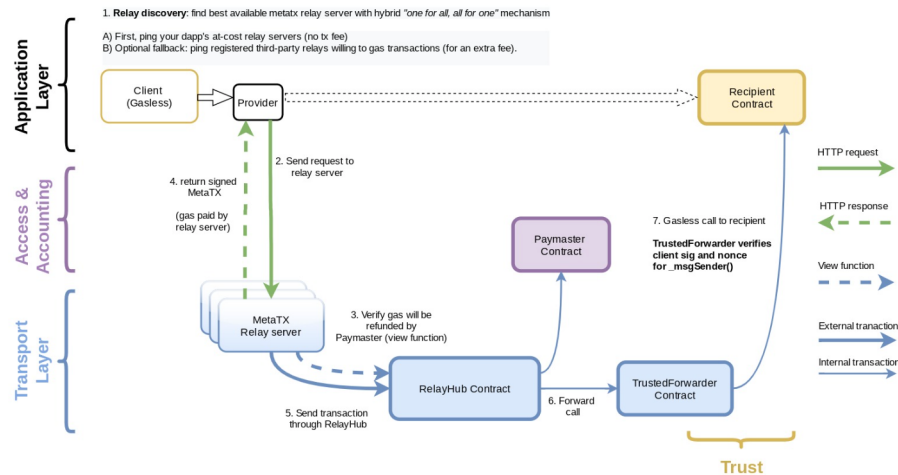 1. Relay discovery: find best available metatx relay server with hybrid "one for all, all for one" mechanism
A) First, ping your dapp's at-cost relay servers (no tx fee)
B) Optional fallback: ping registered third-party relays willing to gas transactions (for an extra fee).
Application
Layer
Client
(Gasless)
Provider
Recipient
Contract
2. Send request to
relay server
HTTP request
4. return signed
MetaTX
(gas paid by
relay server)
Access &
Accounting
HTTP response
Paymaster
Contract
7. Gasless call to recipient
TrustedForwarder verifies
client sig and nonce
for _msgSender()
View function
MetaTX
Relay server
3. Verify gas will be
refunded by
Paymaster (view function)
External tranaction
Transport
Layer
RelayHub Contract
TrustedForwarder
Contract
Internal transaction
5. Send transaction
through RelayHub
6. Forward
call
Trust